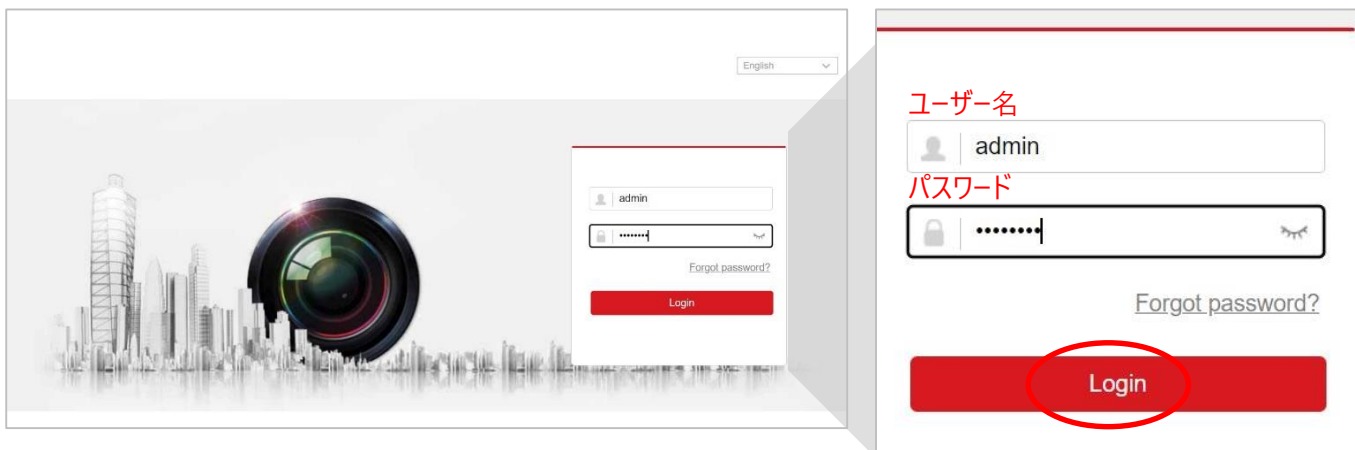 English
admin
••••••••
Forgot password?
Login
ユーザー名
admin
パスワード
••••••••
Forgot password?
Login